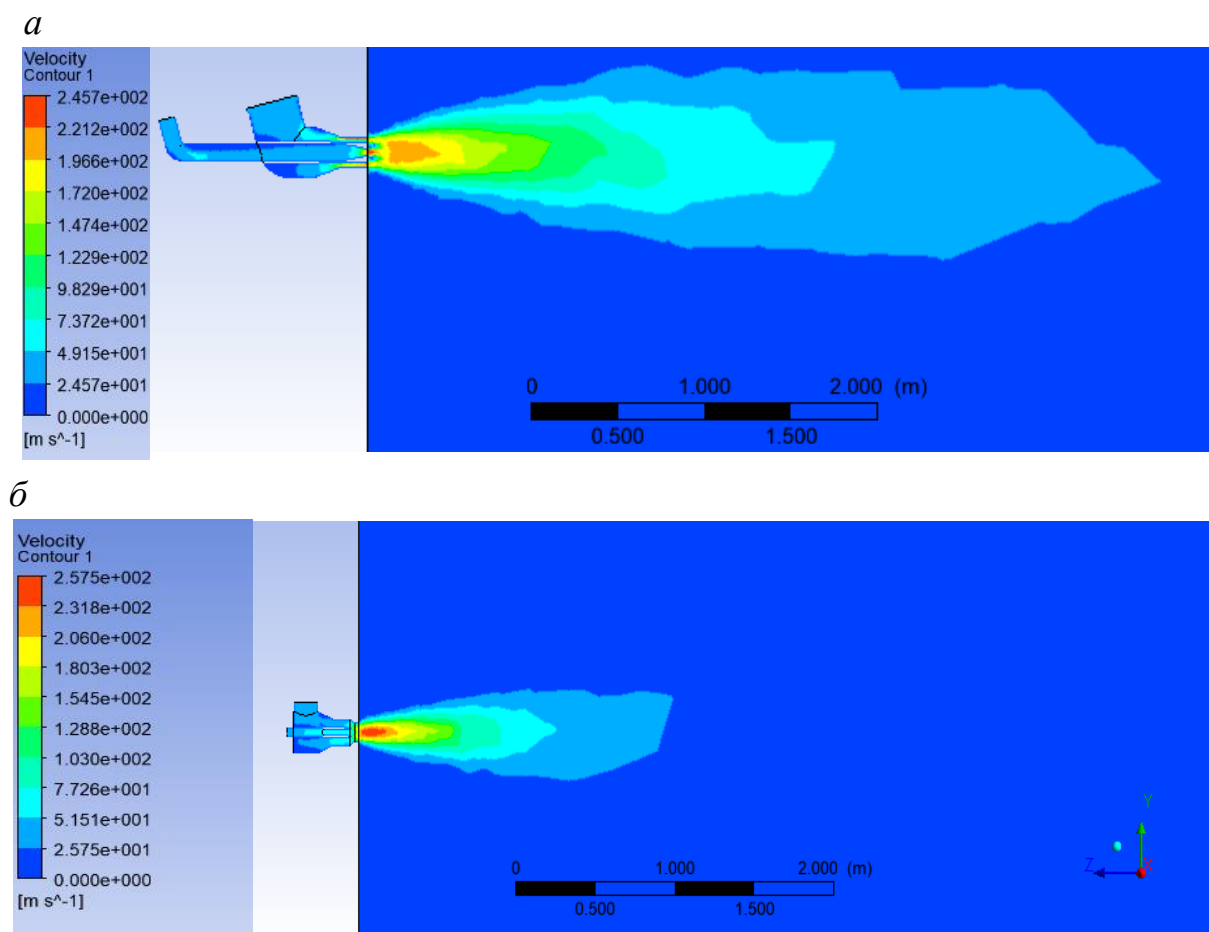 а
Velocity
Contour 1
2.457e+002
2.212e+002
1.966e+002
1.720e+002
1.474e+002
1.229e+002
9.829e+001
7.372e+001
4.915e+001
2.457e+001
0.000e+000
[m s^-1]
0 1.000 2.000 (m)
0.500 1.500
б
Velocity
Contour 1
2.575e+002
2.318e+002
2.060e+002
1.803e+002
1.545e+002
1.288e+002
1.030e+002
7.726e+001
5.151e+001
2.575e+001
0.000e+000
[m s^-1]
0 1.000 2.000 (m)
0.500 1.500
Y
Z X